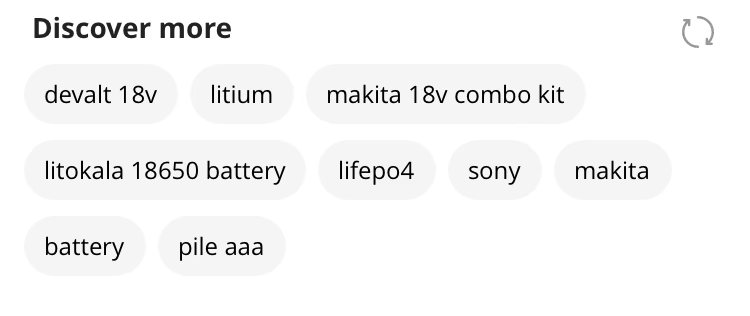 Discover more
devalt 18v litium makita 18v combo kit
litokala 18650 battery lifepo4 sony makita
battery pile aaa